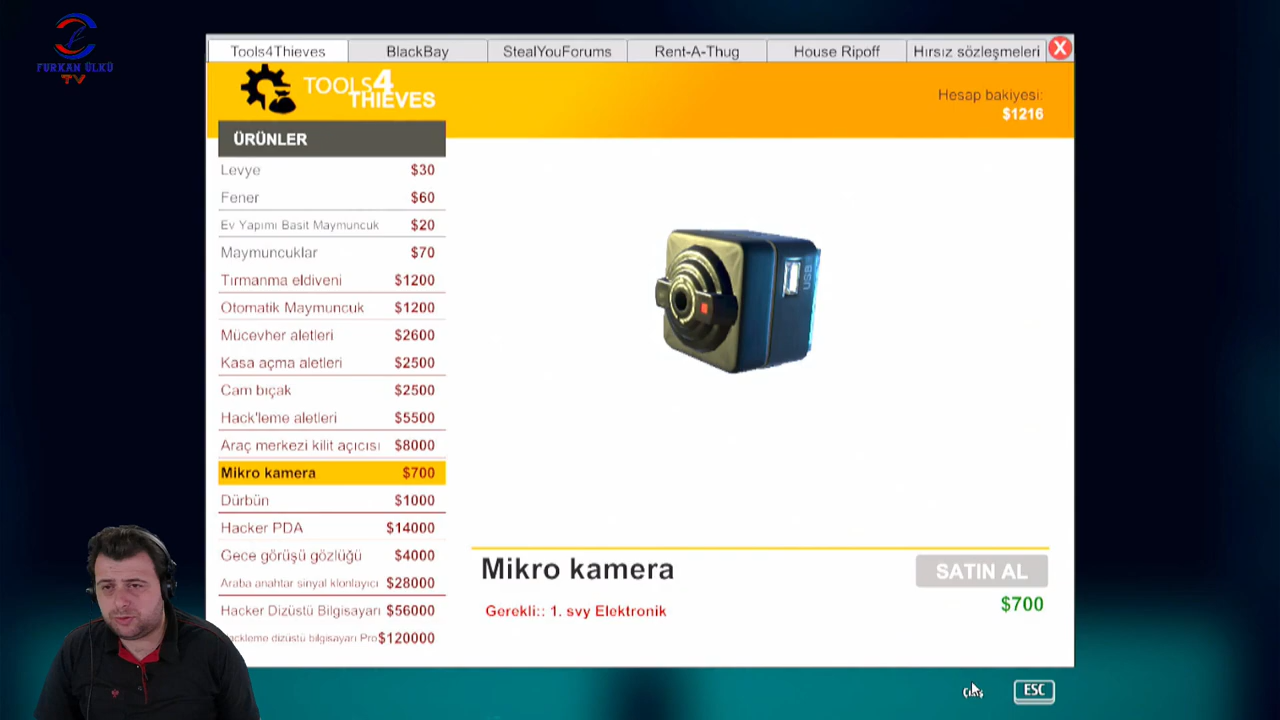 FURKAN ÜLKÜ
TV
Tools4Thieves
BlackBay
StealYouForums
Rent-A-Thug
House Ripoff
Hırsız sözleşmeleri
X
TOOLS4
THIEVES
Hesap bakiyesi:
$1216
ÜRÜNLER
Levye $30
Fener $60
Ev Yapımı Basit Maymuncuk $20
Maymuncuklar $70
Tırmanma eldiveni $1200
Otomatik Maymuncuk $1200
Mücevher aletleri $2600
Kasa açma aletleri $2500
Cam bıçak $2500
Hack'leme aletleri $5500
Araç merkezi kilit açıcısı $8000
Mikro kamera $700
Dürbün $1000
Hacker PDA $14000
Gece görüşü gözlüğü $4000
Araba anahtar sinyal klonlayıcı $28000
Hacker Dizüstü Bilgisayarı $56000
dizüstü bilgisayarı Pro $120000
USB
Mikro kamera
SATIN AL
Gerekli:: 1. svy Elektronik
$700
ESC